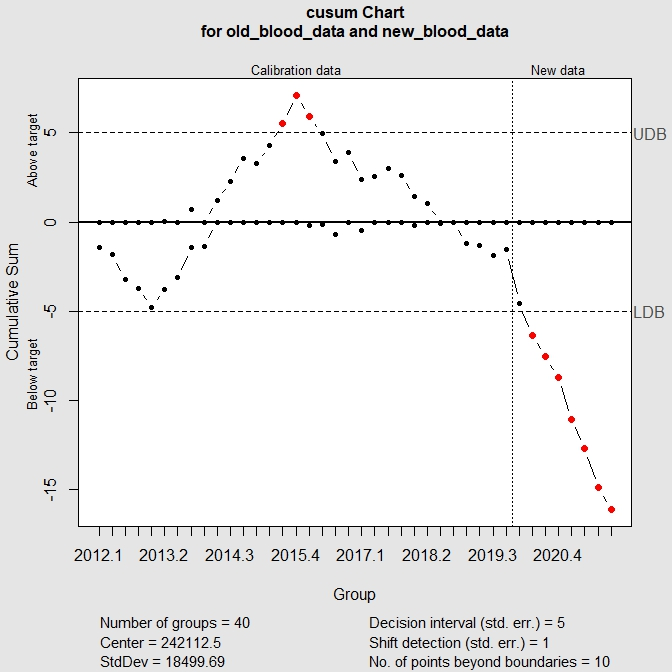 cusum Chart
for old_blood_data and new_blood_data
Calibration data
New data
Cumulative Sum
Above target
Below target
5
0
-5
-10
-15
UDB
LDB
2012.1 2013.2 2014.3 2015.4 2017.1 2018.2 2019.3 2020.4
Group
Number of groups = 40
Center = 242112.5
StdDev = 18499.69
Decision interval (std. err.) = 5
Shift detection (std. err.) = 1
No. of points beyond boundaries = 10